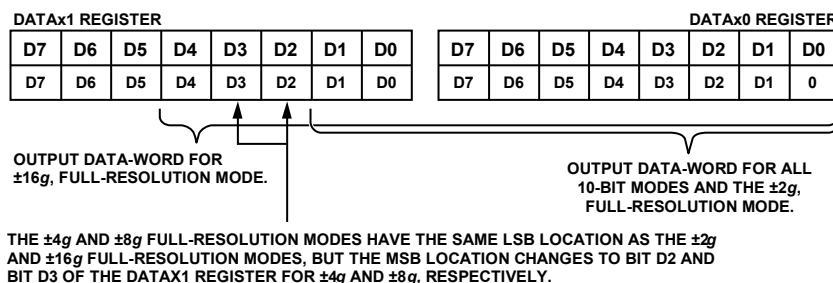 DATAx1 REGISTER
DATAx0 REGISTER
D7 D6 D5 D4 D3 D2 D1 D0
D7 D6 D5 D4 D3 D2 D1 D0
D7 D6 D5 D4 D3 D2 D1 D0
D7 D6 D5 D4 D3 D2 D1 0
OUTPUT DATA-WORD FOR
±16g, FULL-RESOLUTION MODE.
OUTPUT DATA-WORD FOR ALL
10-BIT MODES AND THE ±2g,
FULL-RESOLUTION MODE.
THE ±4g AND ±8g FULL-RESOLUTION MODES HAVE THE SAME LSB LOCATION AS THE ±2g
AND ±16g FULL-RESOLUTION MODES, BUT THE MSB LOCATION CHANGES TO BIT D2 AND
BIT D3 OF THE DATAX1 REGISTER FOR ±4g AND ±8g, RESPECTIVELY.